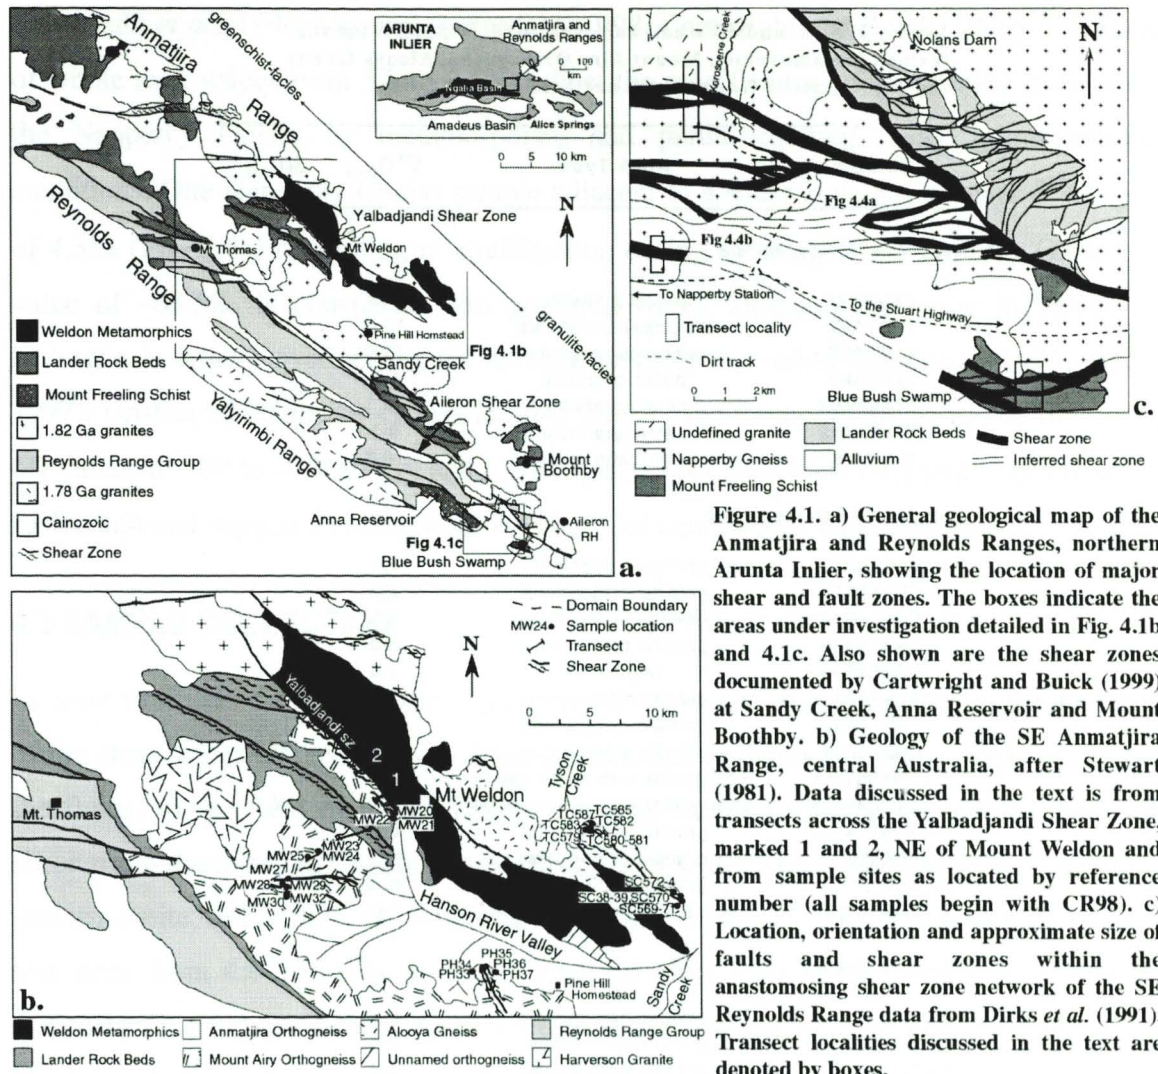 Anmatjira
Range
greenschist-facies
ARUNTA
INLIER
Anmatjira and
Reynolds Ranges
100
km
Ngalia Basin
Amadeus Basin
Alice Springs
0 5 10 km
N
Reynolds
Range
Mt Thomas
Yalbadjandi Shear Zone
Mt Weldon
Pine Hill Homstead
Fig 4.1b
granulite-facies
Sandy Creek
Aileron Shear Zone
Yalyirimbi Range
Mount
Boothby
Anna Reservoir
Fig 4.1c
Aileron
RH
Blue Bush Swamp
Weldon Metamorphics
Lander Rock Beds
Mount Freeling Schist
1.82 Ga granites
Reynolds Range Group
1.78 Ga granites
Cainozoic
Shear Zone
a.
Kerosene Creek
Nolans Dam
N
Fig 4.4a
Fig 4.4b
To Napperby Station
To the Stuart Highway
Transect locality
Dirt track
0 1 2 km
Blue Bush Swamp
c.
Undefined granite
Napperby Gneiss
Mount Freeling Schist
Lander Rock Beds
Alluvium
Shear zone
Inferred shear zone
Domain Boundary
MW24 Sample location
Transect
Shear Zone
N
0 5 10 km
Yalbadjandi sz
2
1
Mt Weldon
Mt. Thomas
MW20
MW22
MW21
MW23
MW25
MW24
MW27
MW28
MW29
MW30
MW32
Tyson
Creek
TC585
TC587
TC582
TC583
TC579
TC580-581
SC572-4
SC38-39, SC570
SC569-71
Hanson River Valley
PH35
PH34
PH36
PH33
PH37
Pine Hill
Homestead
Sandy
Creek
b.
Weldon Metamorphics
Anmatjira Orthogneiss
Alooya Gneiss
Reynolds Range Group
Lander Rock Beds
Mount Airy Orthogneiss
Unnamed orthogneiss
Harverson Granite
Figure 4.1. a) General geological map of the
Anmatjira and Reynolds Ranges, northern
Arunta Inlier, showing the location of major
shear and fault zones. The boxes indicate the
areas under investigation detailed in Fig. 4.1b
and 4.1c. Also shown are the shear zones
documented by Cartwright and Buick (1999)
at Sandy Creek, Anna Reservoir and Mount
Boothby. b) Geology of the SE Anmatjira
Range, central Australia, after Stewart
(1981). Data discussed in the text is from
transects across the Yalbadjandi Shear Zone,
marked 1 and 2, NE of Mount Weldon and
from sample sites as located by reference
number (all samples begin with CR98). c)
Location, orientation and approximate size of
faults and shear zones within the
anastomosing shear zone network of the SE
Reynolds Range data from Dirks et al. (1991).
Transect localities discussed in the text are
denoted by boxes.